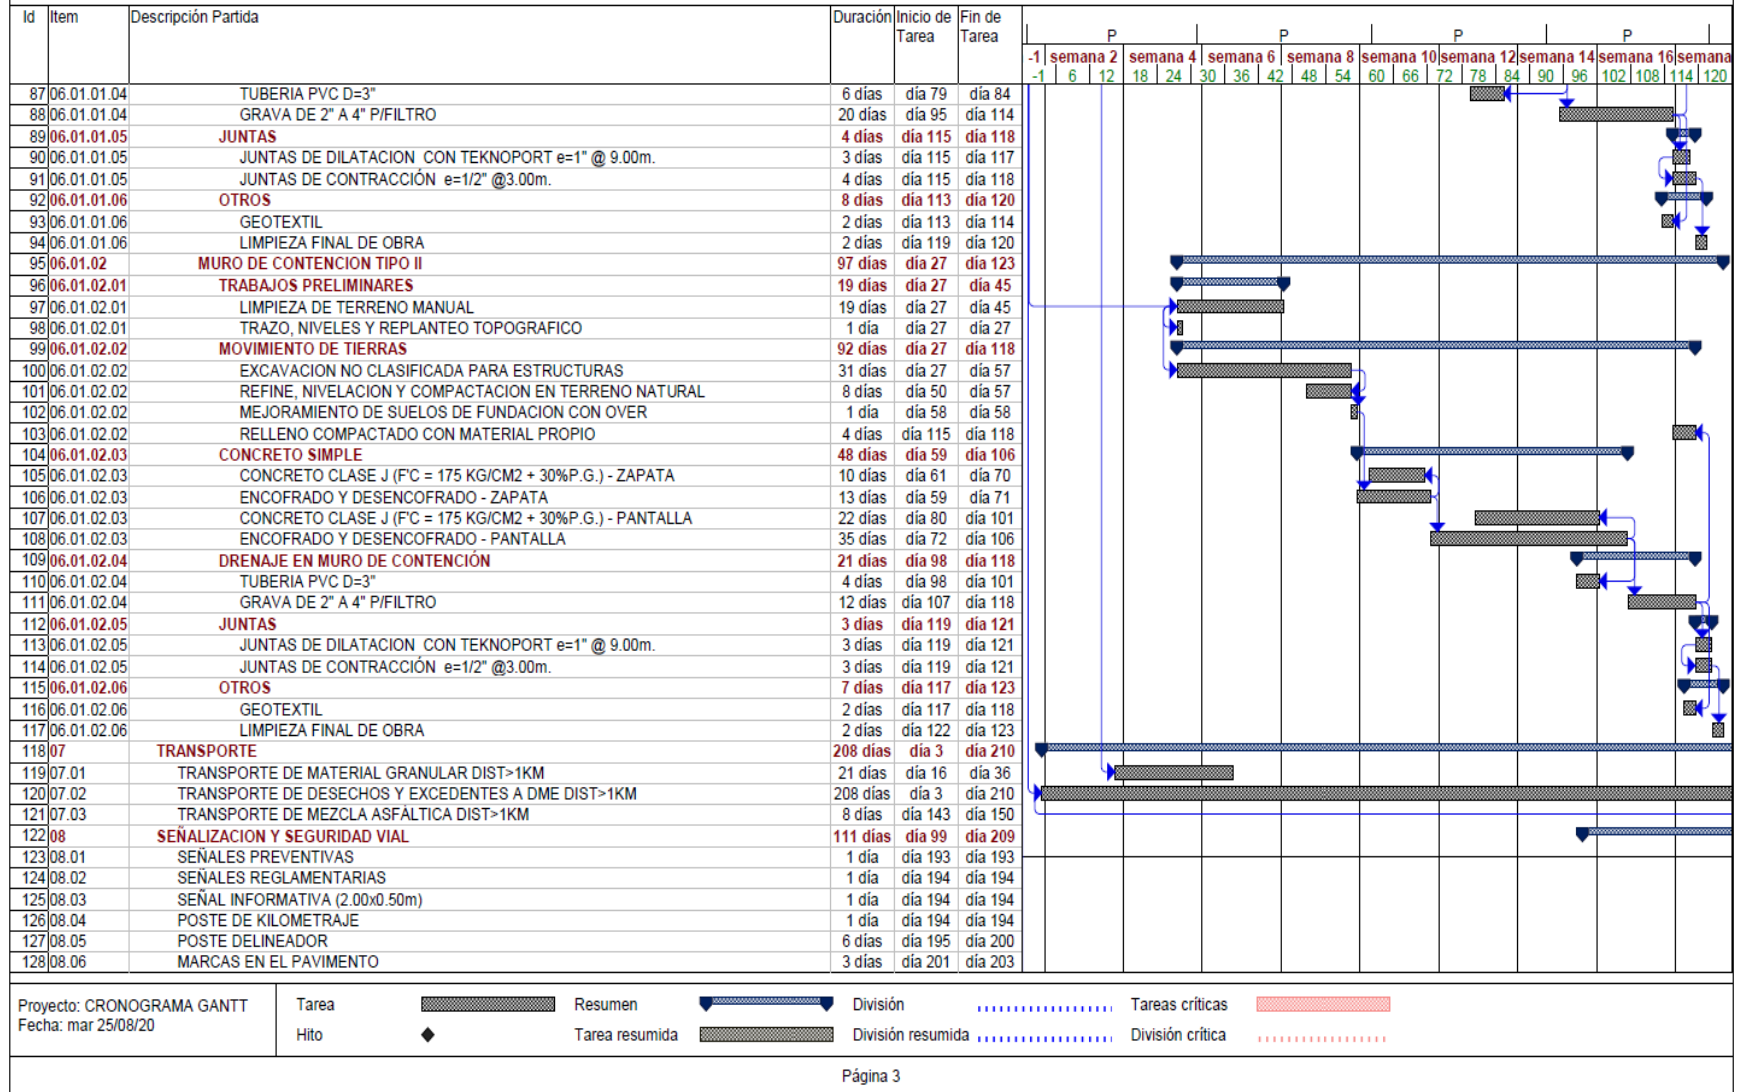 Id Item Descripción Partida Duración Inicio de Tarea Fin de Tarea
P P P P
-1 semana 2 semana 4 semana 6 semana 8 semana 10 semana 12 semana 14 semana 16 semana
-1 6 12 18 24 30 36 42 48 54 60 66 72 78 84 90 96 102 108 114 120
87 06.01.01.04 TUBERIA PVC D=3" 6 días día 79 día 84
88 06.01.01.04 GRAVA DE 2" A 4" P/FILTRO 20 días día 95 día 114
89 06.01.01.05 JUNTAS 4 días día 115 día 118
90 06.01.01.05 JUNTAS DE DILATACION CON TEKNOPORT e=1" @ 9.00m. 3 días día 115 día 117
91 06.01.01.05 JUNTAS DE CONTRACCIÓN e=1/2" @3.00m. 4 días día 115 día 118
92 06.01.01.06 OTROS 8 días día 113 día 120
93 06.01.01.06 GEOTEXTIL 2 días día 113 día 114
94 06.01.01.06 LIMPIEZA FINAL DE OBRA 2 días día 119 día 120
95 06.01.02 MURO DE CONTENCION TIPO II 97 días día 27 día 123
96 06.01.02.01 TRABAJOS PRELIMINARES 19 días día 27 día 45
97 06.01.02.01 LIMPIEZA DE TERRENO MANUAL 19 días día 27 día 45
98 06.01.02.01 TRAZO, NIVELES Y REPLANTEO TOPOGRAFICO 1 día día 27 día 27
99 06.01.02.02 MOVIMIENTO DE TIERRAS 92 días día 27 día 118
100 06.01.02.02 EXCAVACION NO CLASIFICADA PARA ESTRUCTURAS 31 días día 27 día 57
101 06.01.02.02 REFINE, NIVELACION Y COMPACTACION EN TERRENO NATURAL 8 días día 50 día 57
102 06.01.02.02 MEJORAMIENTO DE SUELOS DE FUNDACION CON OVER 1 día día 58 día 58
103 06.01.02.02 RELLENO COMPACTADO CON MATERIAL PROPIO 4 días día 115 día 118
104 06.01.02.03 CONCRETO SIMPLE 48 días día 59 día 106
105 06.01.02.03 CONCRETO CLASE J (F'C = 175 KG/CM2 + 30%P.G.) - ZAPATA 10 días día 61 día 70
106 06.01.02.03 ENCOFRADO Y DESENCOFRADO - ZAPATA 13 días día 59 día 71
107 06.01.02.03 CONCRETO CLASE J (F'C = 175 KG/CM2 + 30%P.G.) - PANTALLA 22 días día 80 día 101
108 06.01.02.03 ENCOFRADO Y DESENCOFRADO - PANTALLA 35 días día 72 día 106
109 06.01.02.04 DRENAJE EN MURO DE CONTENCIÓN 21 días día 98 día 118
110 06.01.02.04 TUBERIA PVC D=3" 4 días día 98 día 101
111 06.01.02.04 GRAVA DE 2" A 4" P/FILTRO 12 días día 107 día 118
112 06.01.02.05 JUNTAS 3 días día 119 día 121
113 06.01.02.05 JUNTAS DE DILATACION CON TEKNOPORT e=1" @ 9.00m. 3 días día 119 día 121
114 06.01.02.05 JUNTAS DE CONTRACCIÓN e=1/2" @3.00m. 3 días día 119 día 121
115 06.01.02.06 OTROS 7 días día 117 día 123
116 06.01.02.06 GEOTEXTIL 2 días día 117 día 118
117 06.01.02.06 LIMPIEZA FINAL DE OBRA 2 días día 122 día 123
118 07 TRANSPORTE 208 días día 3 día 210
119 07.01 TRANSPORTE DE MATERIAL GRANULAR DIST>1KM 21 días día 16 día 36
120 07.02 TRANSPORTE DE DESECHOS Y EXCEDENTES A DME DIST>1KM 208 días día 3 día 210
121 07.03 TRANSPORTE DE MEZCLA ASFÁLTICA DIST>1KM 8 días día 143 día 150
122 08 SEÑALIZACION Y SEGURIDAD VIAL 111 días día 99 día 209
123 08.01 SEÑALES PREVENTIVAS 1 día día 193 día 193
124 08.02 SEÑALES REGLAMENTARIAS 1 día día 194 día 194
125 08.03 SEÑAL INFORMATIVA (2.00x0.50m) 1 día día 194 día 194
126 08.04 POSTE DE KILOMETRAJE 1 día día 194 día 194
127 08.05 POSTE DELINEADOR 6 días día 195 día 200
128 08.06 MARCAS EN EL PAVIMENTO 3 días día 201 día 203
Proyecto: CRONOGRAMA GANTT
Fecha: mar 25/08/20
Tarea Resumen División Tareas críticas
Hito Tarea resumida División resumida División crítica
Página 3